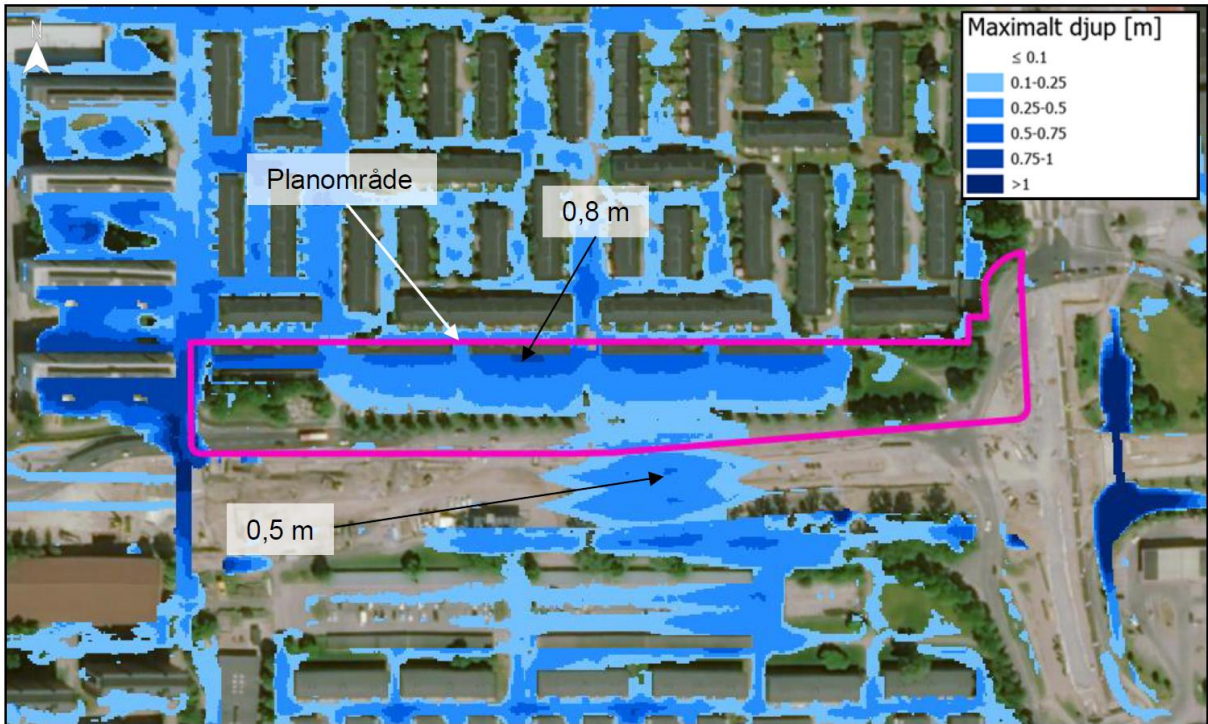 N
Maximalt djup [m]
≤ 0.1
0.1-0.25
0.25-0.5
0.5-0.75
0.75-1
>1
Planområde
0,8 m
0,5 m